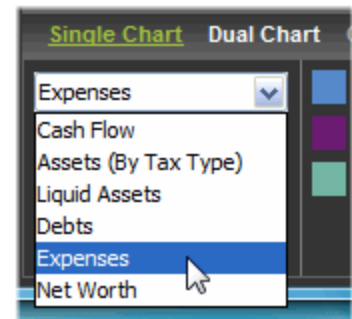 Single Chart Dual Chart
Expenses
Cash Flow
Assets (By Tax Type)
Liquid Assets
Debts
Expenses
Net Worth